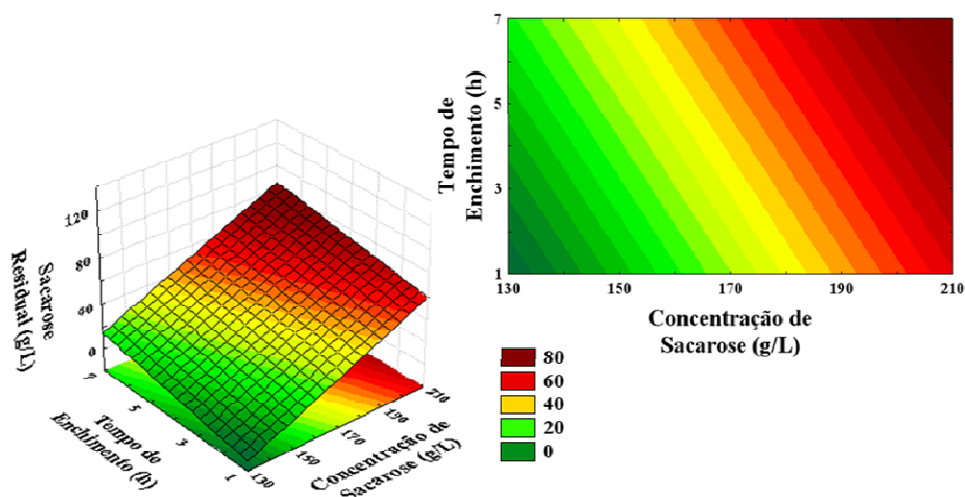 120
80
40
0
Sacarose
Residual (g/L)
7
5
3
1
Tempo de
Enchimento (h)
130
150
170
190
210
Concentração de
Sacarose (g/L)
7
5
3
1
Tempo de
Enchimento (h)
130
150
170
190
210
Concentração de
Sacarose (g/L)
80
60
40
20
0